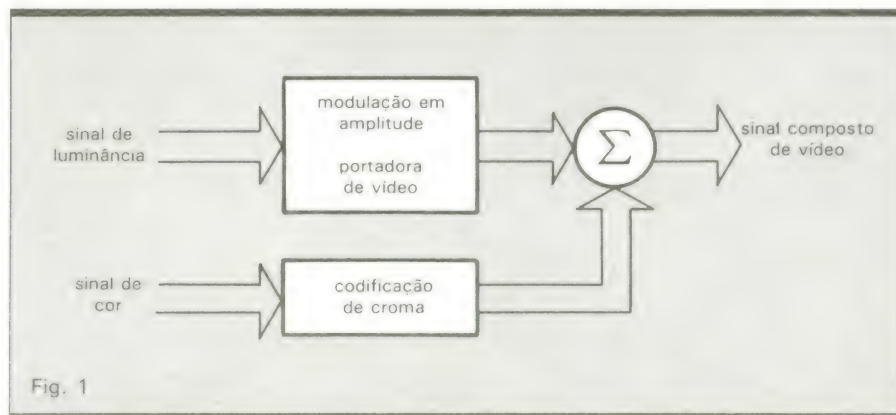 sinal de
luminância
modulação em
amplitude
portadora
de vídeo
Σ
sinal composto
de vídeo
sinal de
cor
codificação
de croma
Fig. 1